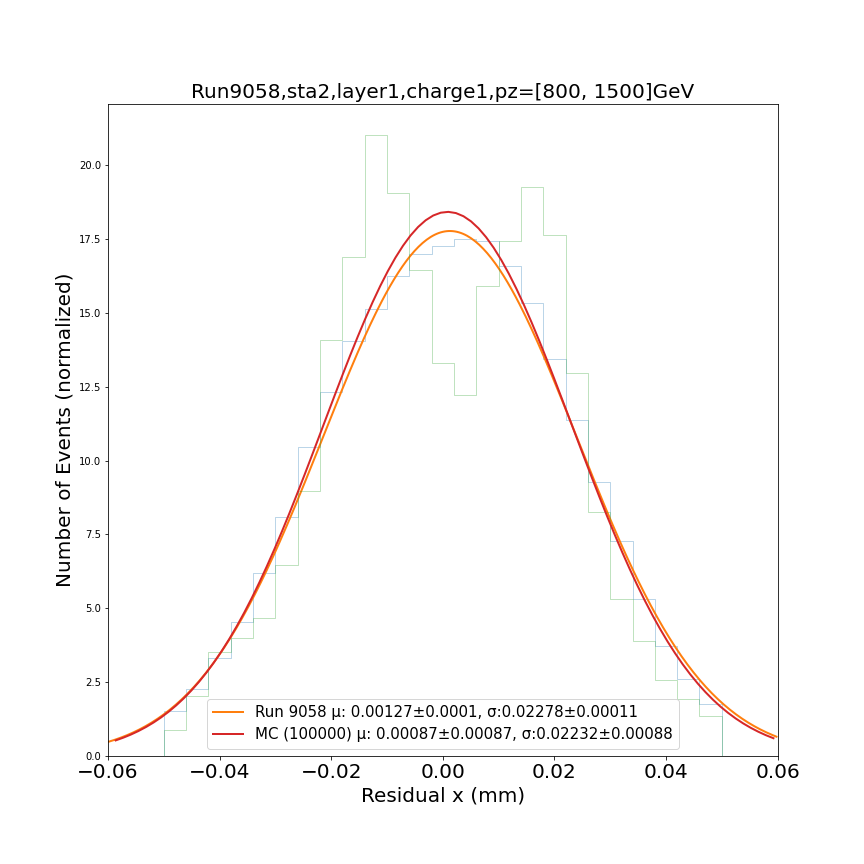 Run9058,sta2,layer1,charge1,pz=[800, 1500]GeV
Number of Events (normalized)
20.0
17.5
15.0
12.5
10.0
7.5
5.0
2.5
0.0
Run 9058 μ: 0.00127±0.0001, σ:0.02278±0.00011
MC (100000) μ: 0.00087±0.00087, σ:0.02232±0.00088
−0.06 −0.04 −0.02 0.00 0.02 0.04 0.06
Residual x (mm)